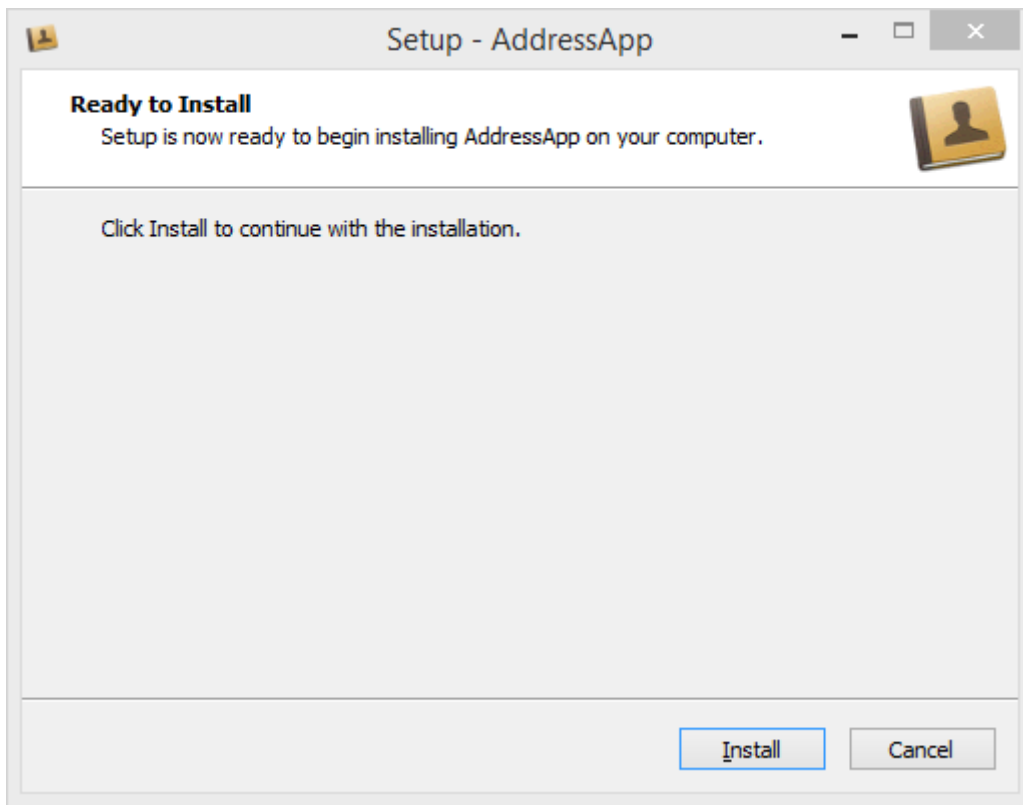 Setup - AddressApp
Ready to Install
Setup is now ready to begin installing AddressApp on your computer.
Click Install to continue with the installation.
Install
Cancel